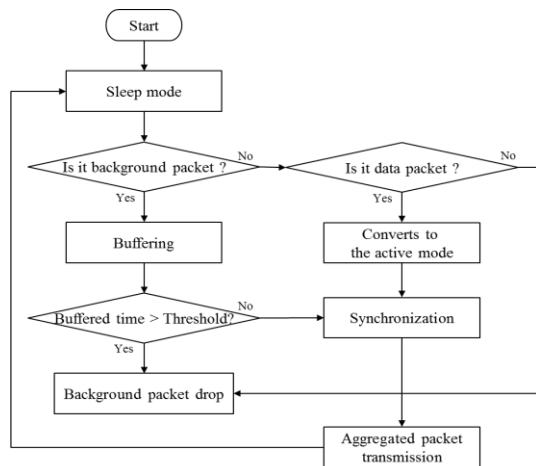 Start
Sleep mode
Is it background packet ?
No
Is it data packet ?
No
Yes
Yes
Buffering
Converts to
the active mode
Buffered time > Threshold?
No
Synchronization
Yes
Background packet drop
Aggregated packet
transmission